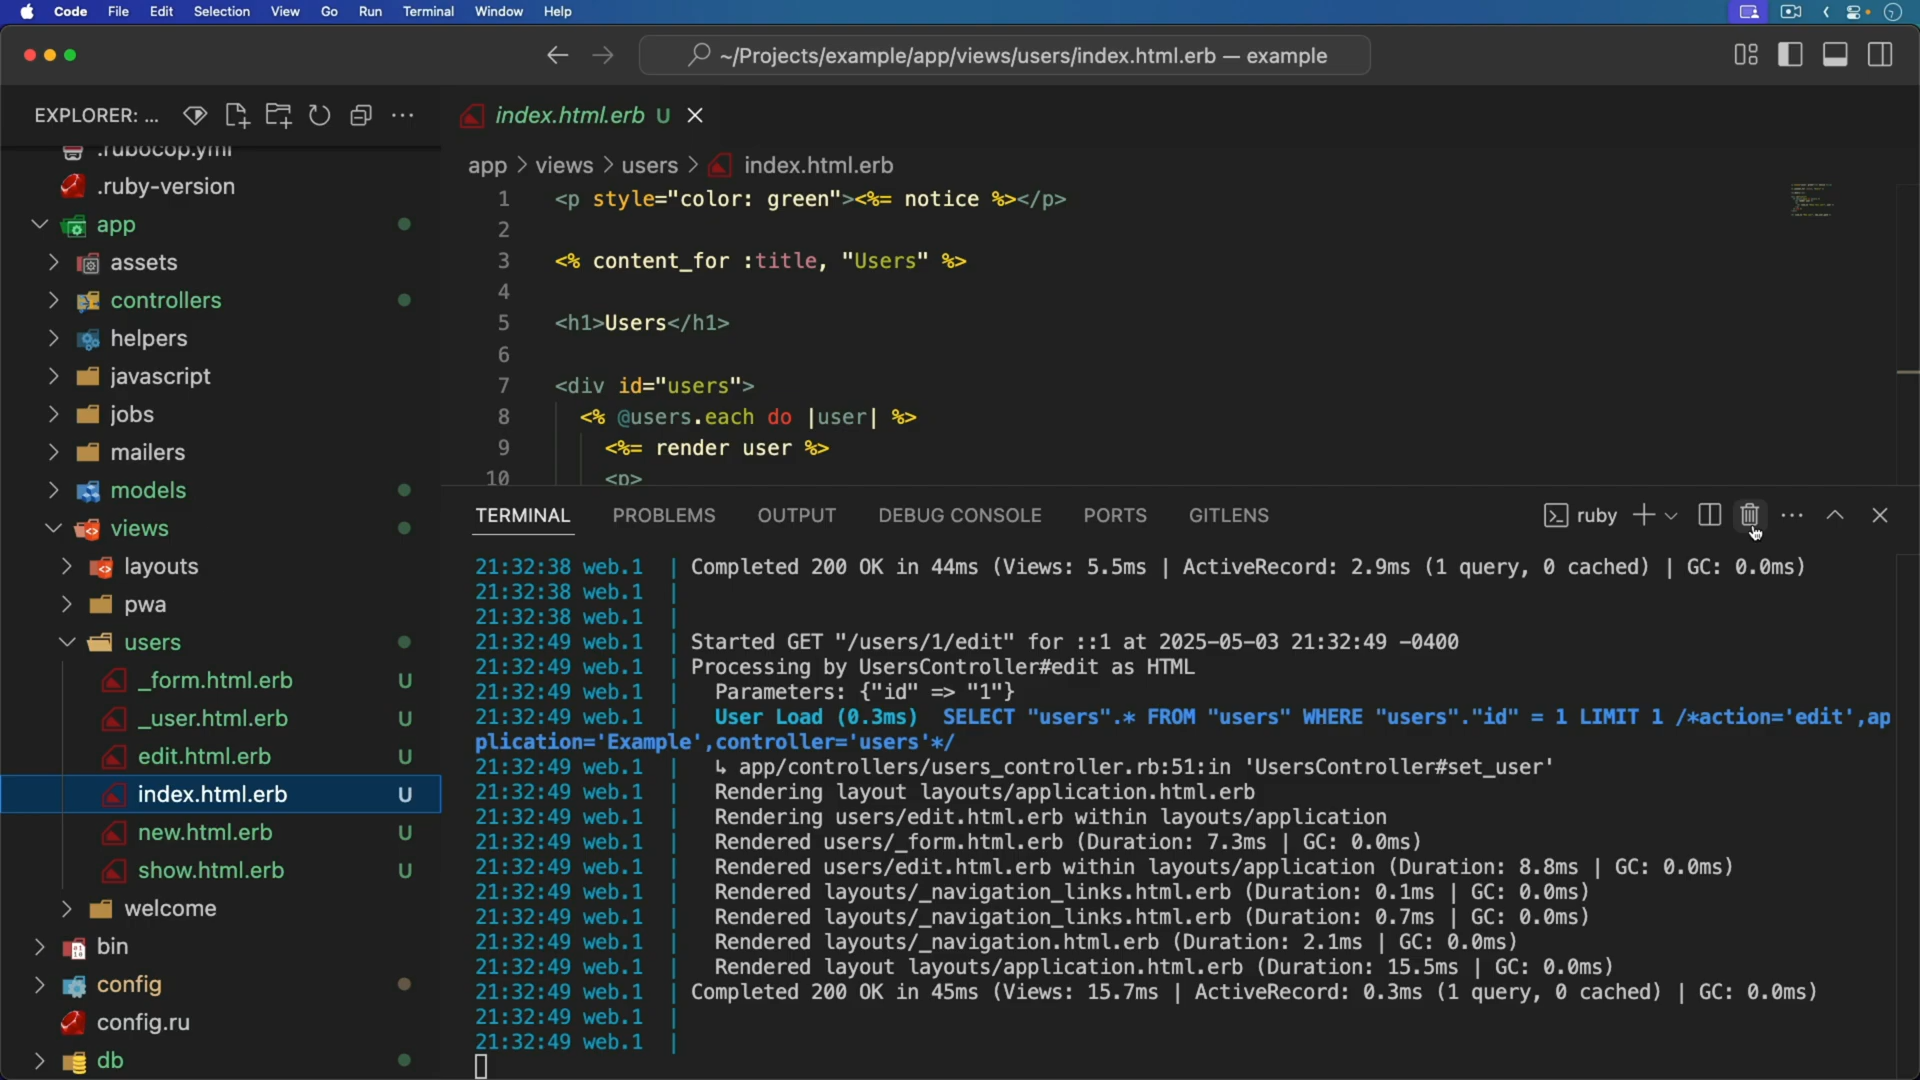 Code File Edit Selection View Go Run Terminal Window Help
~/Projects/example/app/views/users/index.html.erb — example
EXPLORER: ...
.rubocop.yml
.ruby-version
app
assets
controllers
helpers
javascript
jobs
mailers
models
views
layouts
pwa
users
_form.html.erb U
_user.html.erb U
edit.html.erb U
index.html.erb U
new.html.erb U
show.html.erb U
welcome
bin
config
config.ru
db
index.html.erb U
app > views > users > index.html.erb
1 <p style="color: green"><%= notice %></p>
2
3 <% content_for :title, "Users" %>
4
5 <h1>Users</h1>
6
7 <div id="users">
8 <% @users.each do |user| %>
9 <%= render user %>
10 <p>
TERMINAL PROBLEMS OUTPUT DEBUG CONSOLE PORTS GITLENS
ruby
21:32:38 web.1 | Completed 200 OK in 44ms (Views: 5.5ms | ActiveRecord: 2.9ms (1 query, 0 cached) | GC: 0.0ms)
21:32:38 web.1 |
21:32:38 web.1 |
21:32:49 web.1 | Started GET "/users/1/edit" for ::1 at 2025-05-03 21:32:49 -0400
21:32:49 web.1 | Processing by UsersController#edit as HTML
21:32:49 web.1 | Parameters: {"id" => "1"}
21:32:49 web.1 | User Load (0.3ms) SELECT "users".* FROM "users" WHERE "users"."id" = 1 LIMIT 1 /*action='edit',ap
plication='Example',controller='users'*/
21:32:49 web.1 | ↳ app/controllers/users_controller.rb:51:in 'UsersController#set_user'
21:32:49 web.1 | Rendering layout layouts/application.html.erb
21:32:49 web.1 | Rendering users/edit.html.erb within layouts/application
21:32:49 web.1 | Rendered users/_form.html.erb (Duration: 7.3ms | GC: 0.0ms)
21:32:49 web.1 | Rendered users/edit.html.erb within layouts/application (Duration: 8.8ms | GC: 0.0ms)
21:32:49 web.1 | Rendered layouts/_navigation_links.html.erb (Duration: 0.1ms | GC: 0.0ms)
21:32:49 web.1 | Rendered layouts/_navigation_links.html.erb (Duration: 0.7ms | GC: 0.0ms)
21:32:49 web.1 | Rendered layouts/_navigation.html.erb (Duration: 2.1ms | GC: 0.0ms)
21:32:49 web.1 | Rendered layout layouts/application.html.erb (Duration: 15.5ms | GC: 0.0ms)
21:32:49 web.1 | Completed 200 OK in 45ms (Views: 15.7ms | ActiveRecord: 0.3ms (1 query, 0 cached) | GC: 0.0ms)
21:32:49 web.1 |
21:32:49 web.1 |